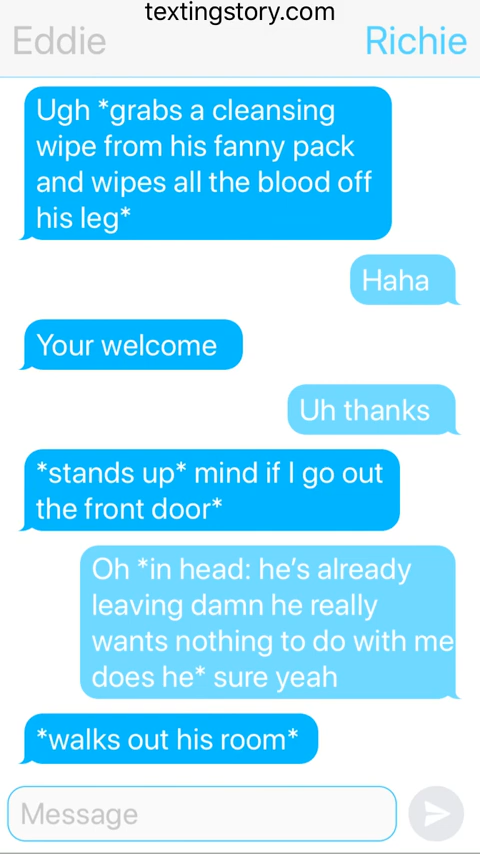 textingstory.com
Eddie
Richie
Ugh *grabs a cleansing
wipe from his fanny pack
and wipes all the blood off
his leg*
Haha
Your welcome
Uh thanks
*stands up* mind if I go out
the front door*
Oh *in head: he’s already
leaving damn he really
wants nothing to do with me
does he* sure yeah
*walks out his room*
Message